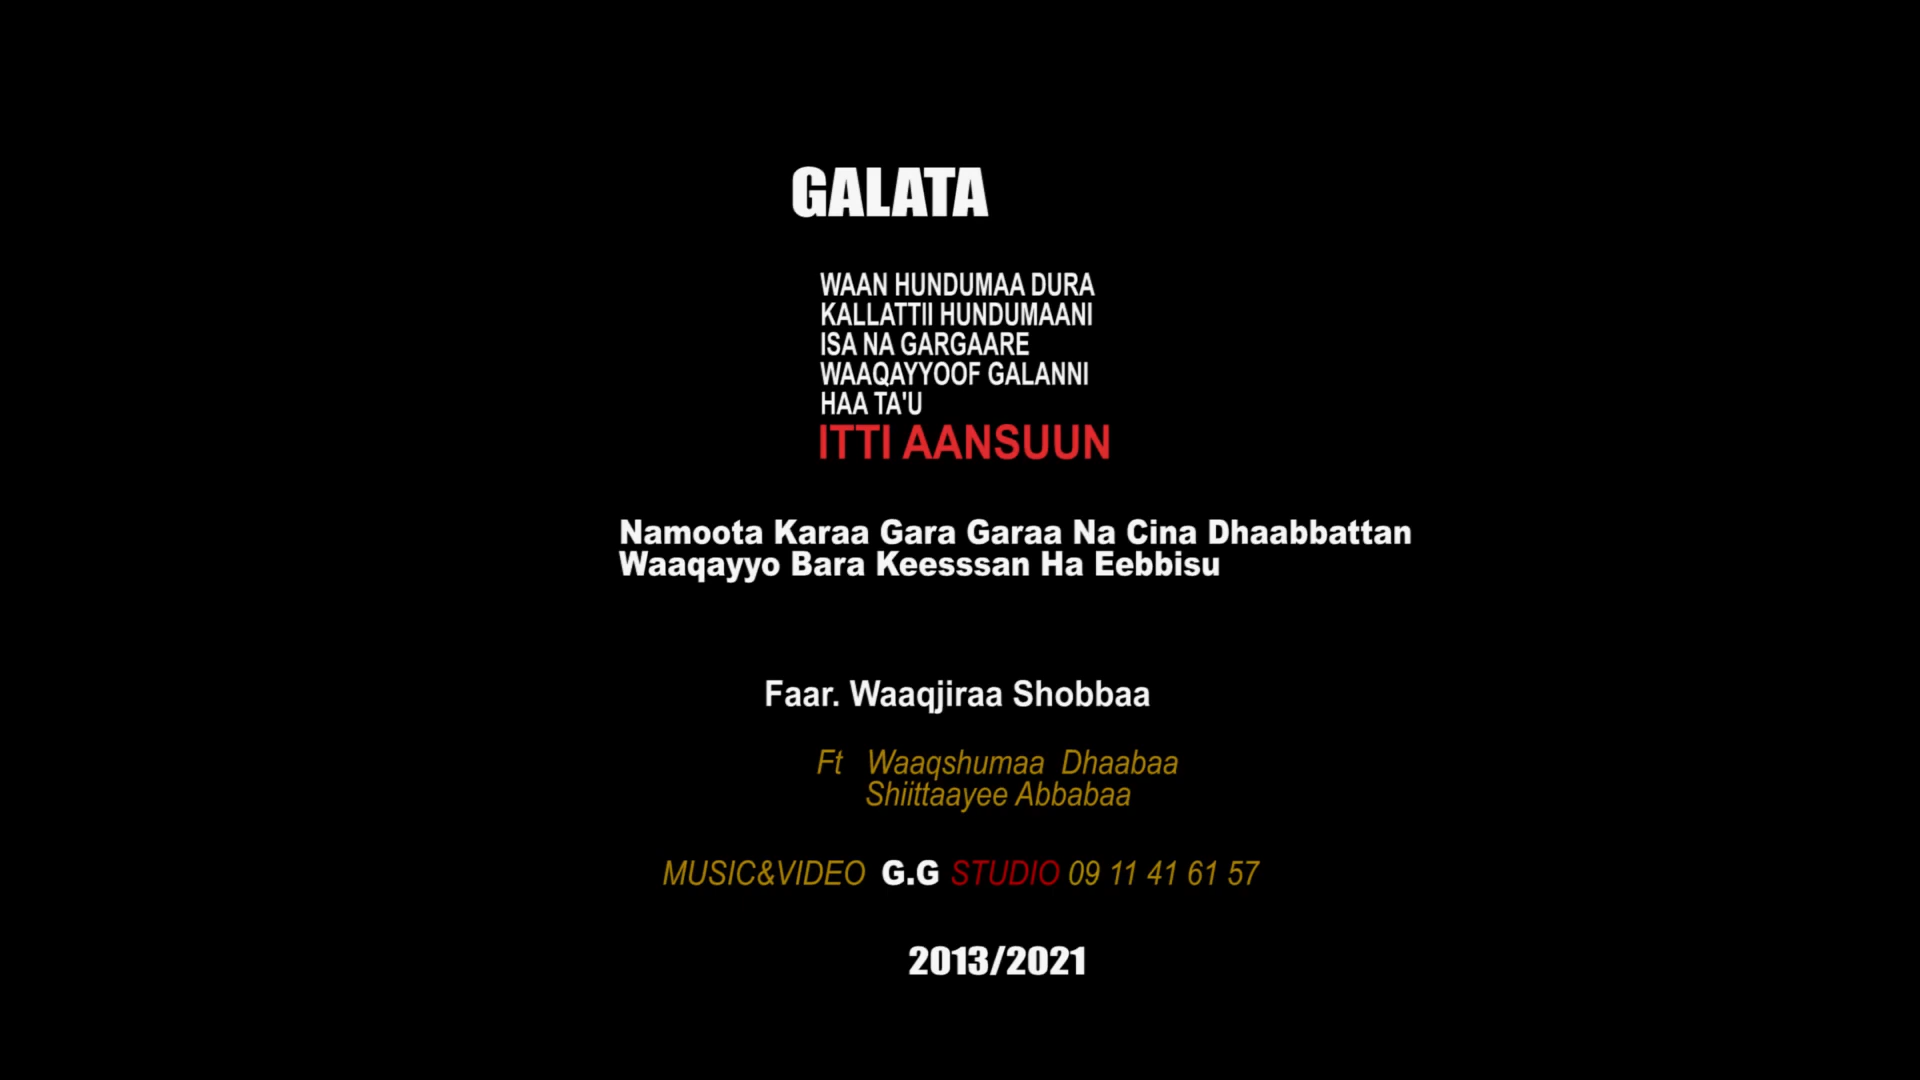 GALATA
WAAN HUNDUMAA DURA
KALLATTII HUNDUMAANI
ISA NA GARGAARE
WAAQAYYOOF GALANNI
HAA TA'U
ITTI AANSUUN
Namoota Karaa Gara Garaa Na Cina Dhaabbattan
Waaqayyo Bara Keesssan Ha Eebbisu
Faar. Waaqjiraa Shobbaa
Ft Waaqshumaa Dhaabaa
Shiittaayee Abbabaa
MUSIC&VIDEO G.G STUDIO 09 11 41 61 57
2013/2021